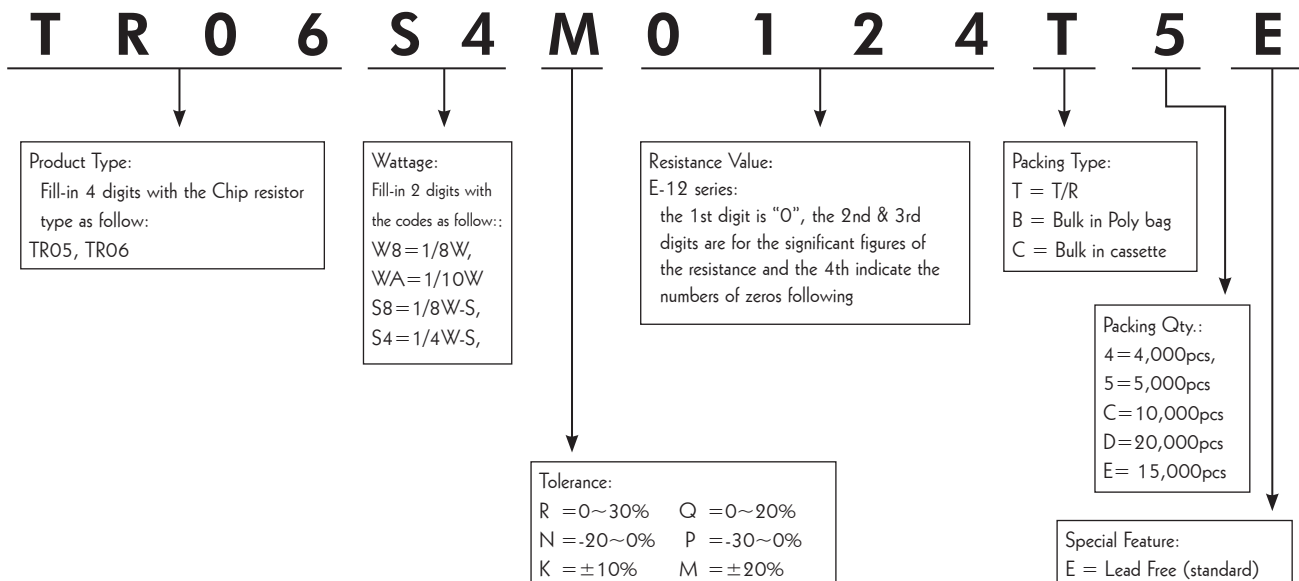 T R 0 6 S 4 M 0 1 2 4 T 5 E
Product Type:
Fill-in 4 digits with the Chip resistor
type as follow:
TR05, TR06
Wattage:
Fill-in 2 digits with
the codes as follow::
W8=1/8W,
WA=1/10W
S8=1/8W-S,
S4=1/4W-S,
Resistance Value:
E-12 series:
the 1st digit is “0”, the 2nd & 3rd
digits are for the significant figures of
the resistance and the 4th indicate the
numbers of zeros following
Packing Type:
T = T/R
B = Bulk in Poly bag
C = Bulk in cassette
Packing Qty.:
4=4,000pcs,
5=5,000pcs
C=10,000pcs
D=20,000pcs
E= 15,000pcs
Tolerance:
R =0~30% Q =0~20%
N =-20~0% P =-30~0%
K =±10% M =±20%
Special Feature:
E = Lead Free (standard)